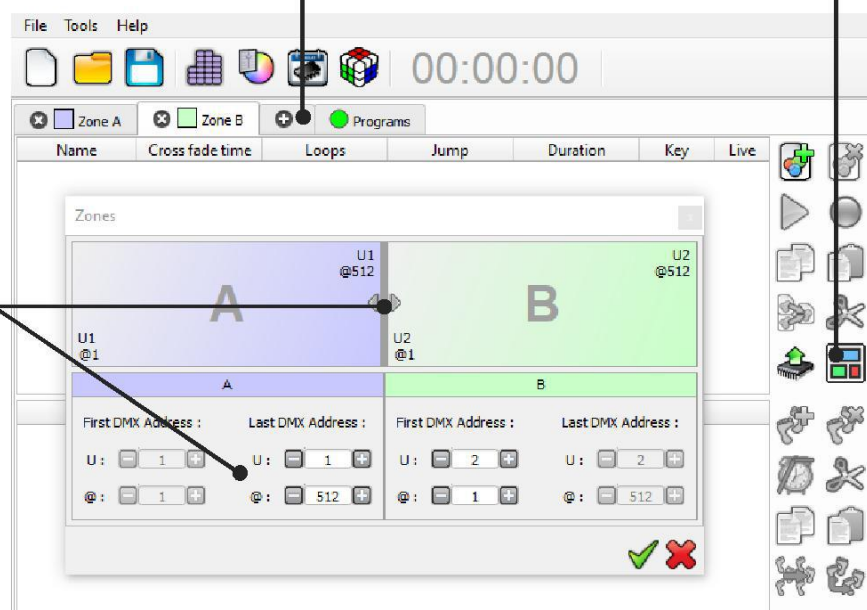 File Tools Help
00:00:00
Zone A Zone B Programs
Name Cross fade time Loops Jump Duration Key Live
Zones
U1
@512
U2
@512
A B
U1
@1
U2
@1
A B
First DMX Address : Last DMX Address : First DMX Address : Last DMX Address :
U : 1 U : 1 U : 2 U : 2
@ : 1 @ : 512 @ : 1 @ : 512